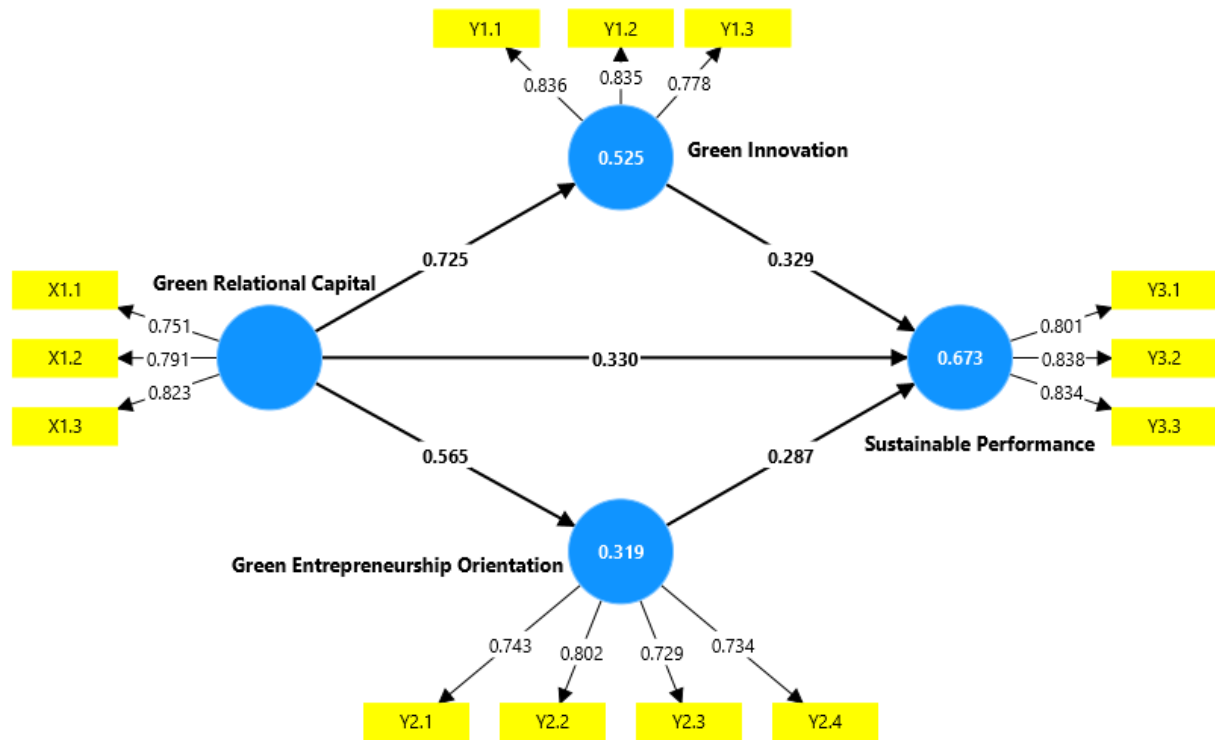 Y1.1
Y1.2
Y1.3
0.836
0.835
0.778
0.525
Green Innovation
0.725
0.329
Green Relational Capital
X1.1
X1.2
X1.3
0.751
0.791
0.823
0.330
0.673
0.801
0.838
0.834
Y3.1
Y3.2
Y3.3
Sustainable Performance
0.565
0.287
0.319
Green Entrepreneurship Orientation
0.743
0.802
0.729
0.734
Y2.1
Y2.2
Y2.3
Y2.4